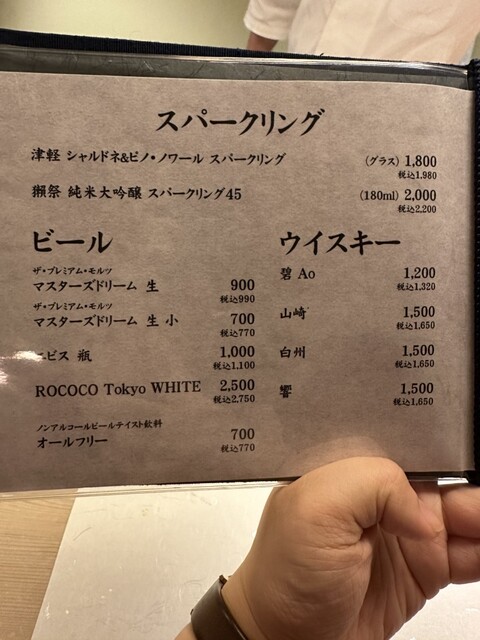 スパークリング
津軽 シャルドネ&ピノ・ノワール スパークリング (グラス) 1,800
税込1,980
獺祭 純米大吟醸 スパークリング45 (180ml) 2,000
税込2,200
ビール
ザ・プレミアム・モルツ
マスターズドリーム 生 900
税込990
ザ・プレミアム・モルツ
マスターズドリーム 生 小 700
税込770
ヱビス 瓶 1,000
税込1,100
ROCOCO Tokyo WHITE 2,500
税込2,750
ノンアルコールビールテイスト飲料
オールフリー 700
税込770
ウイスキー
碧 Ao 1,200
税込1,320
山崎 1,500
税込1,650
白州 1,500
税込1,650
響 1,500
税込1,650